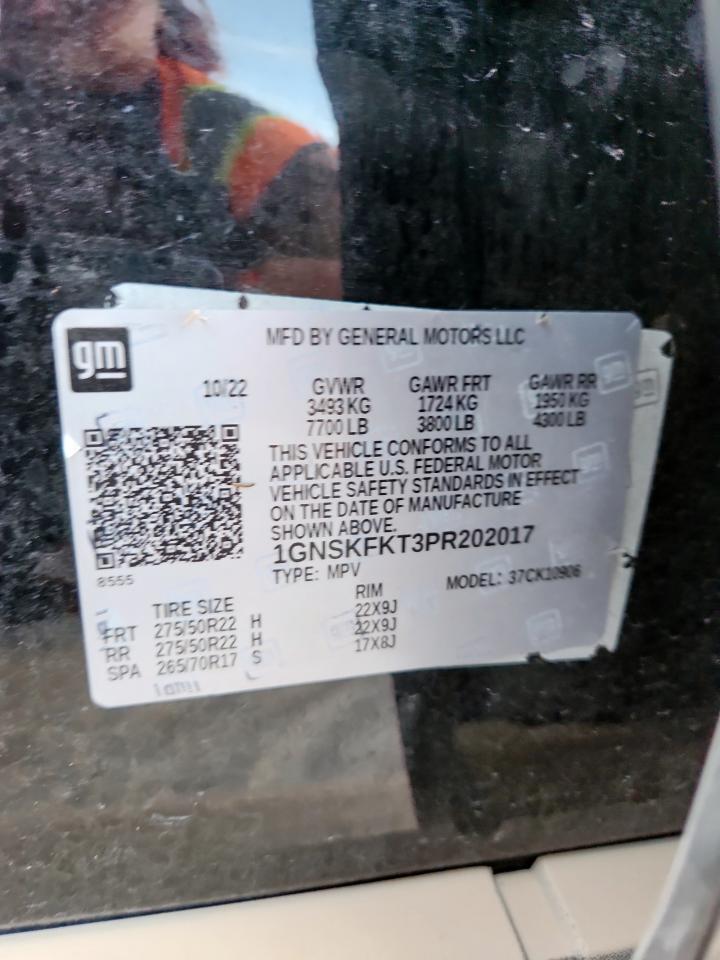 gm
MFD BY GENERAL MOTORS LLC
10/22
GVWR GAWR FRT GAWR RR
3493 KG 1724 KG 1950 KG
7700 LB 3800 LB 4300 LB
THIS VEHICLE CONFORMS TO ALL
APPLICABLE U.S. FEDERAL MOTOR
VEHICLE SAFETY STANDARDS IN EFFECT
ON THE DATE OF MANUFACTURE
SHOWN ABOVE.
1GNSKFKT3PR202017
8555
TYPE: MPV MODEL: 37CK10906
TIRE SIZE RIM
FRT 275/50R22 H 22X9J
RR 275/50R22 H 22X9J
SPA 265/70R17 S 17X8J